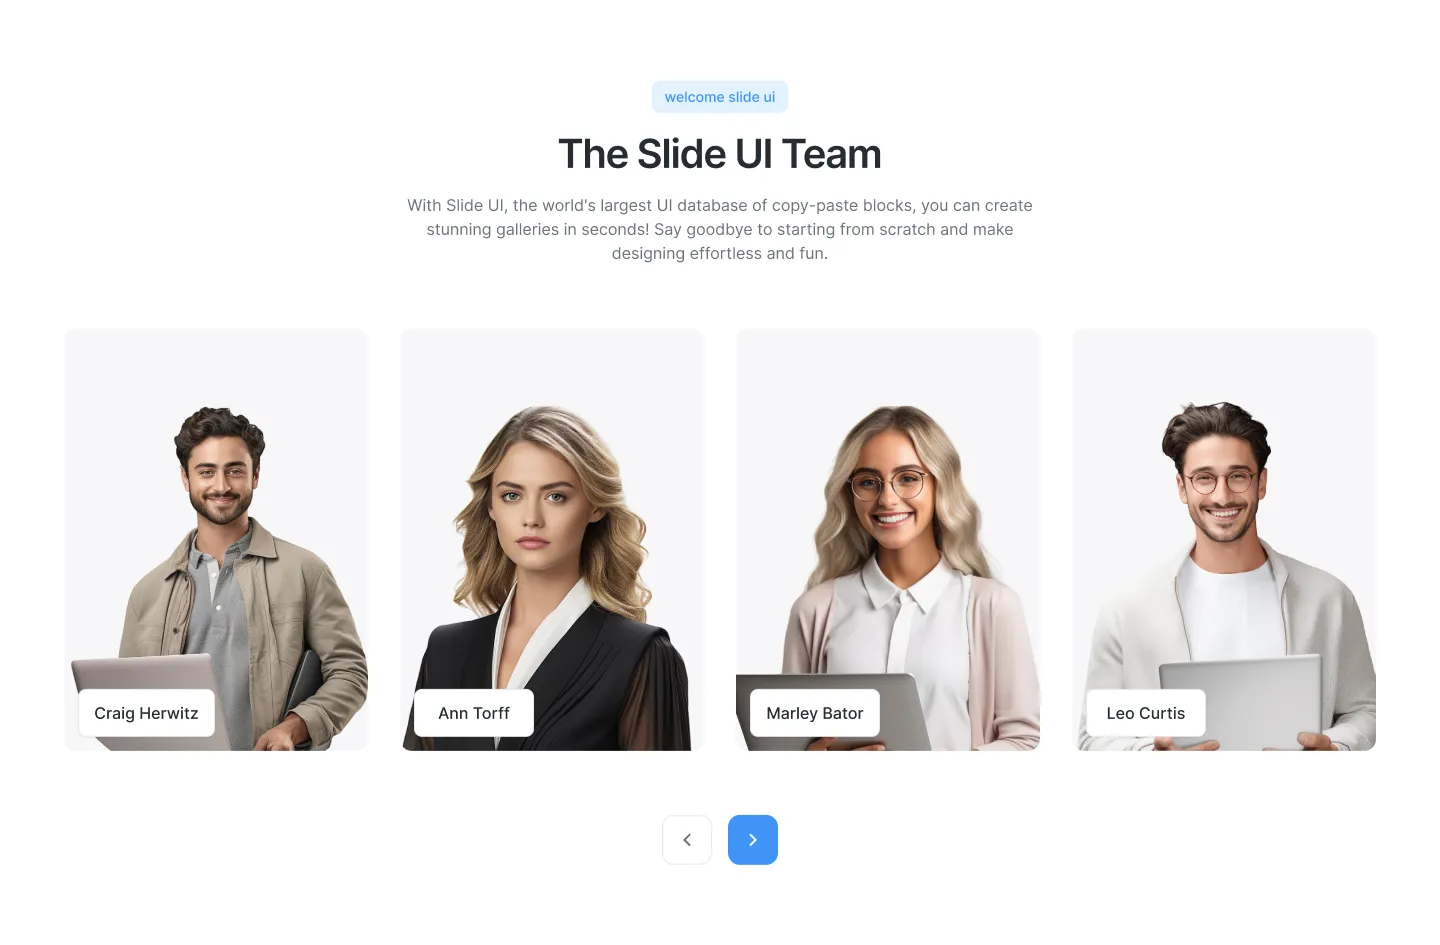 welcome slide ui
The Slide UI Team
With Slide UI, the world's largest UI database of copy-paste blocks, you can create
stunning galleries in seconds! Say goodbye to starting from scratch and make
designing effortless and fun.
Craig Herwitz
Ann Torff
Marley Bator
Leo Curtis